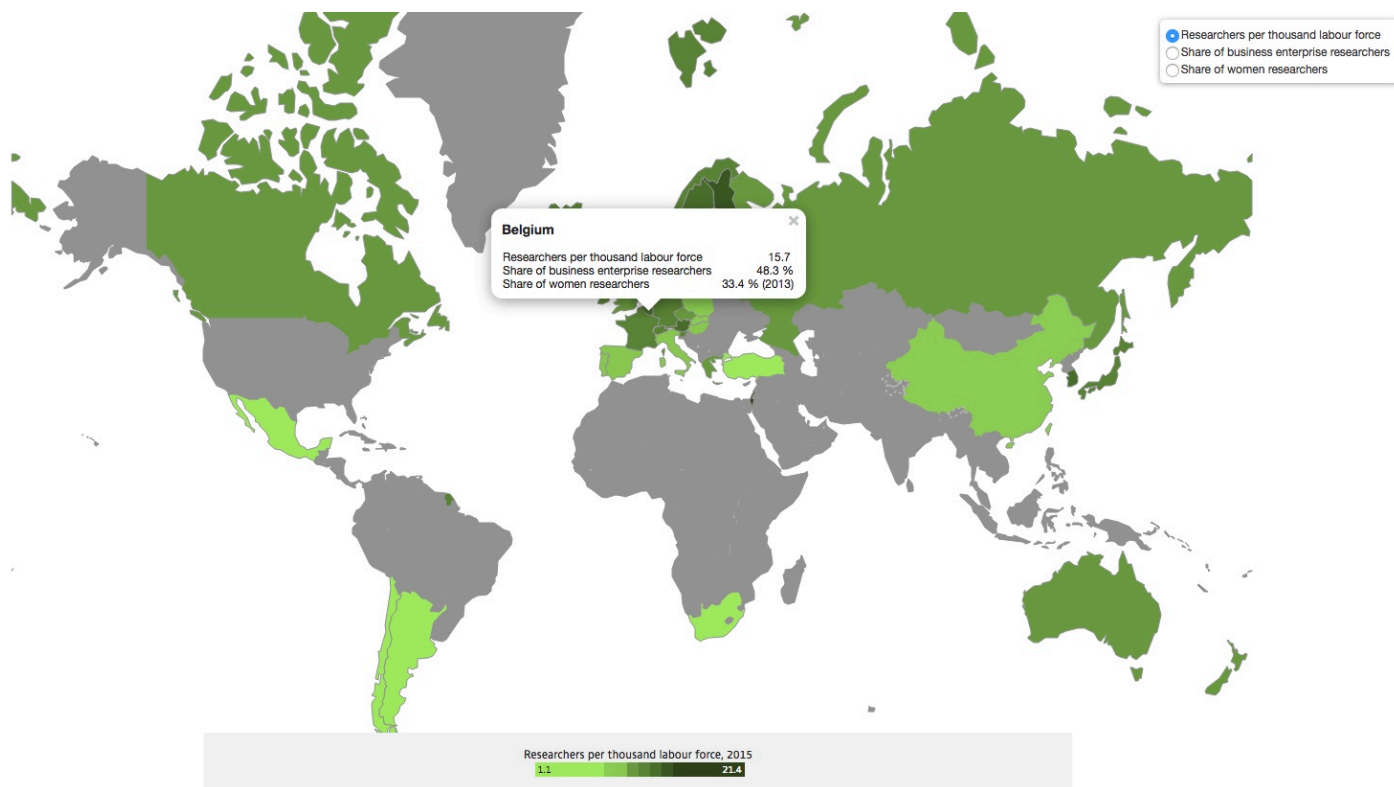 Researchers per thousand labour force
Share of business enterprise researchers
Share of women researchers
Belgium
Researchers per thousand labour force 15.7
Share of business enterprise researchers 48.3 %
Share of women researchers 33.4 % (2013)
Researchers per thousand labour force, 2015
1.1 21.4